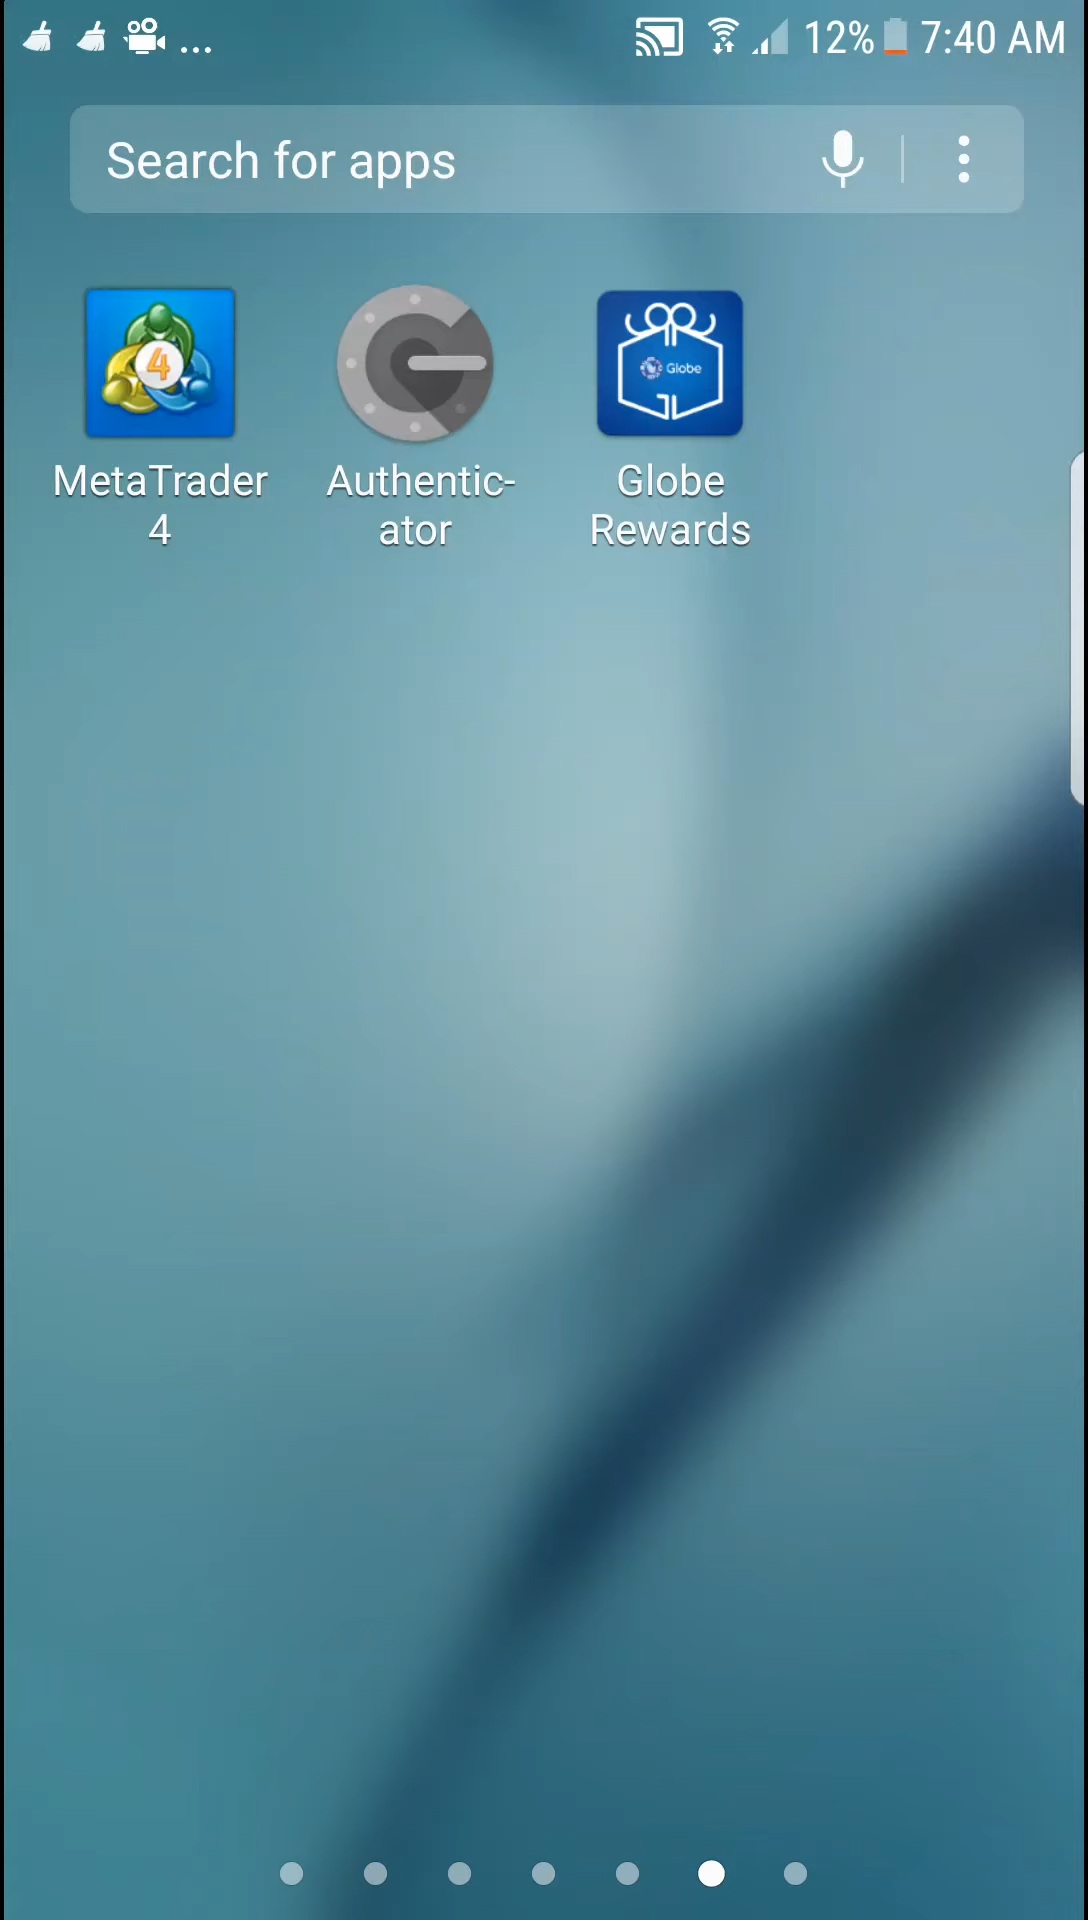 ... 12% 7:40 AM
Search for apps
4
Globe
MetaTrader
4
Authentic-
ator
Globe
Rewards